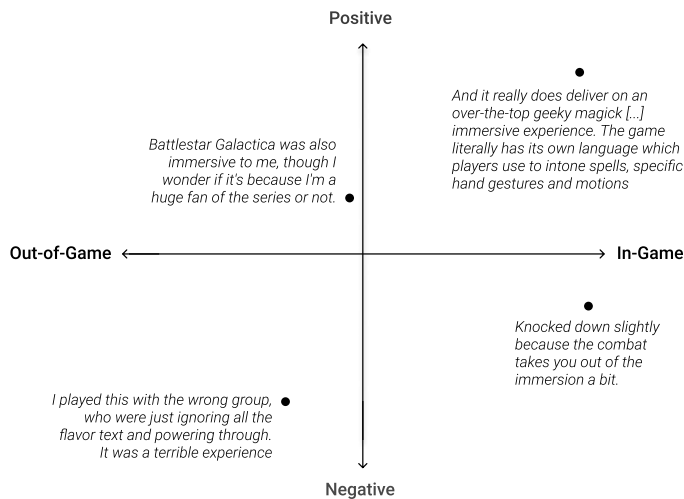 Positive
And it really does deliver on an
over-the-top geeky magick [...]
immersive experience. The game
literally has its own language which
players use to intone spells, specific
hand gestures and motions
Battlestar Galactica was also
immersive to me, though I
wonder if it's because I'm a
huge fan of the series or not.
Out-of-Game
In-Game
Knocked down slightly
because the combat
takes you out of the
immersion a bit.
I played this with the wrong group,
who were just ignoring all the
flavor text and powering through.
It was a terrible experience
Negative